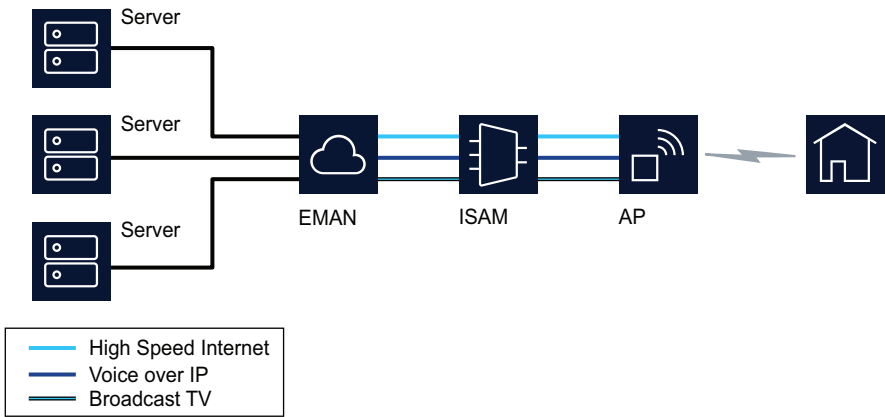 Server
Server
Server
EMAN
ISAM
AP
High Speed Internet
Voice over IP
Broadcast TV